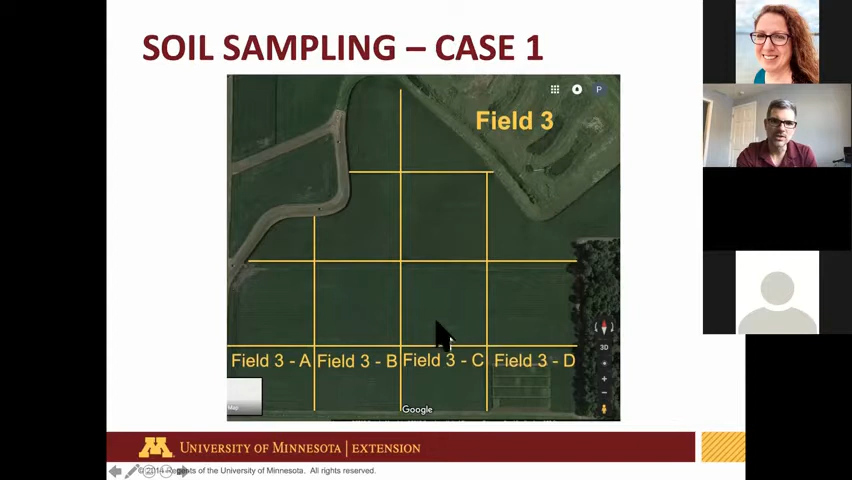 SOIL SAMPLING – CASE 1
P
Field 3
3D
Field 3 - A Field 3 - B Field 3 - C Field 3 - D
Map
Google
M UNIVERSITY OF MINNESOTA | EXTENSION
Regents of the University of Minnesota. All rights reserved.